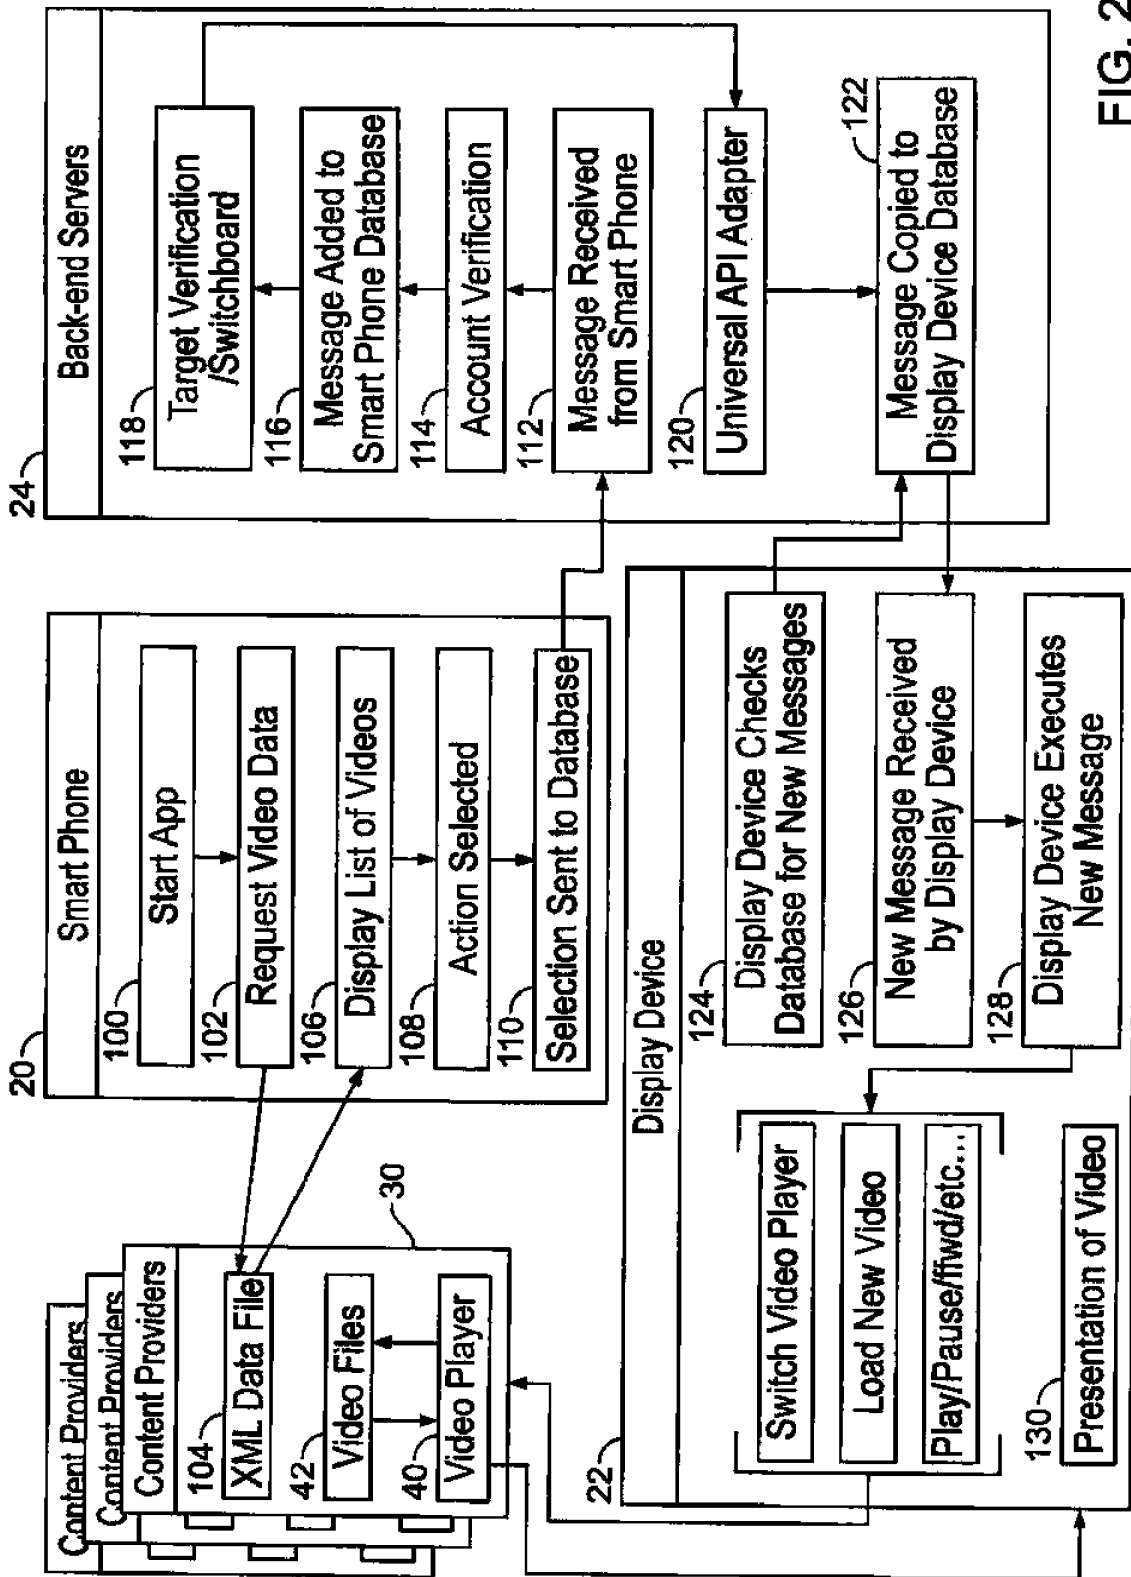 Content Providers
Content Providers
Content Providers
104
XML Data File
42
Video Files
40
Video Player
30
20
Smart Phone
100
Start App
102
Request Video Data
106
Display List of Videos
108
Action Selected
110
Selection Sent to Database
24
Back-end Servers
118
Target Verification
/Switchboard
116
Message Added to
Smart Phone Database
114
Account Verification
112
Message Received
from Smart Phone
120
Universal API Adapter
122
Message Copied to
Display Device Database
22
Display Device
124
Display Device Checks
Database for New Messages
126
New Message Received
by Display Device
128
Display Device Executes
New Message
Switch Video Player
Load New Video
Play/Pause/ffwd/etc...
130
Presentation of Video
FIG. 2